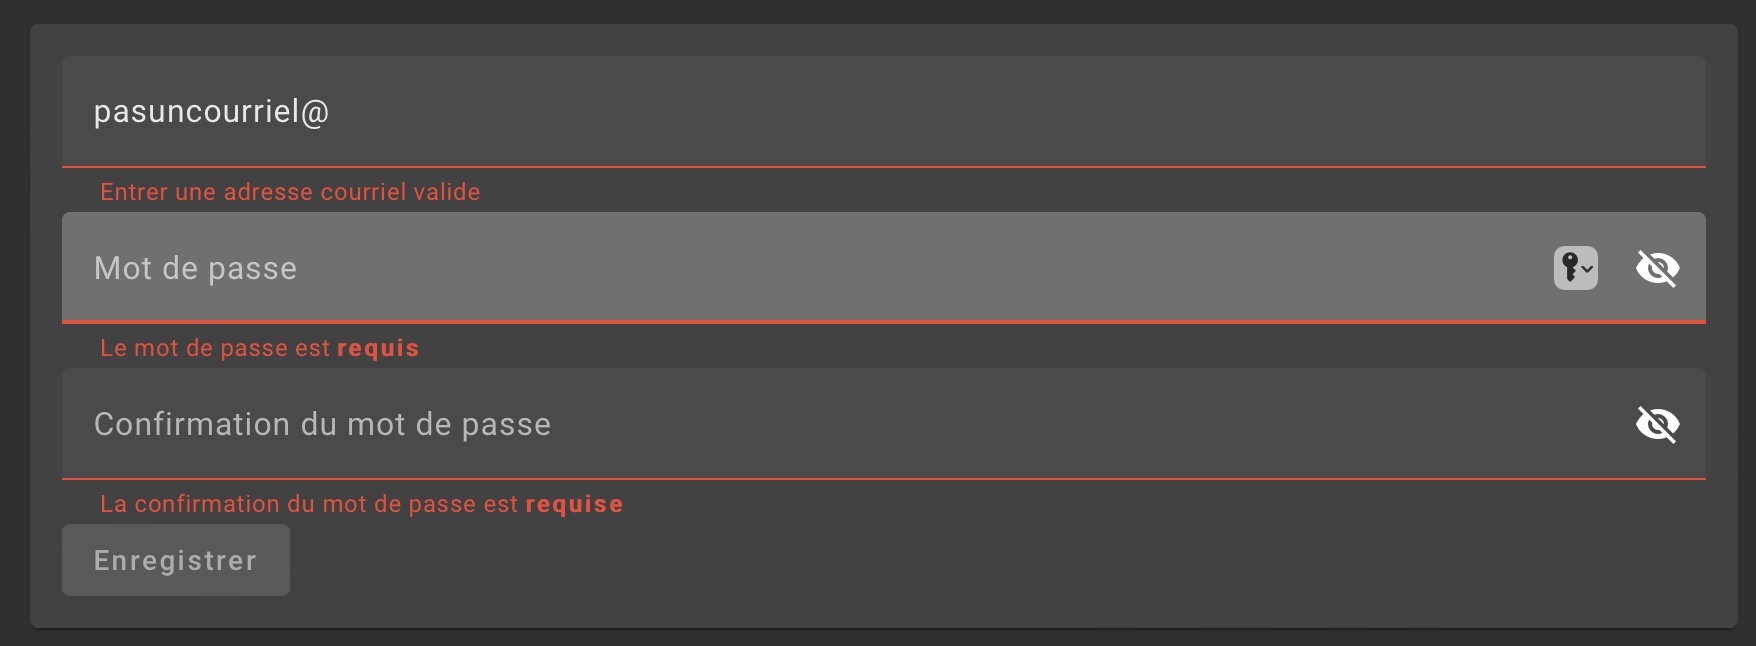 pasuncourriel@
Entrer une adresse courriel valide
Mot de passe
Le mot de passe est requis
Confirmation du mot de passe
La confirmation du mot de passe est requise
Enregistrer